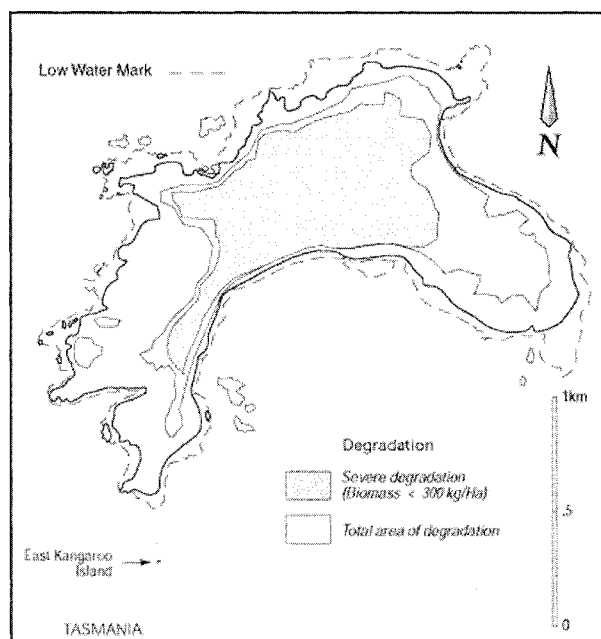 Low Water Mark
N
1km
Degradation
Severe degradation
(Biomass < 300 kg/Ha)
.5
Total area of degradation
East Kangaroo
Island
0
TASMANIA